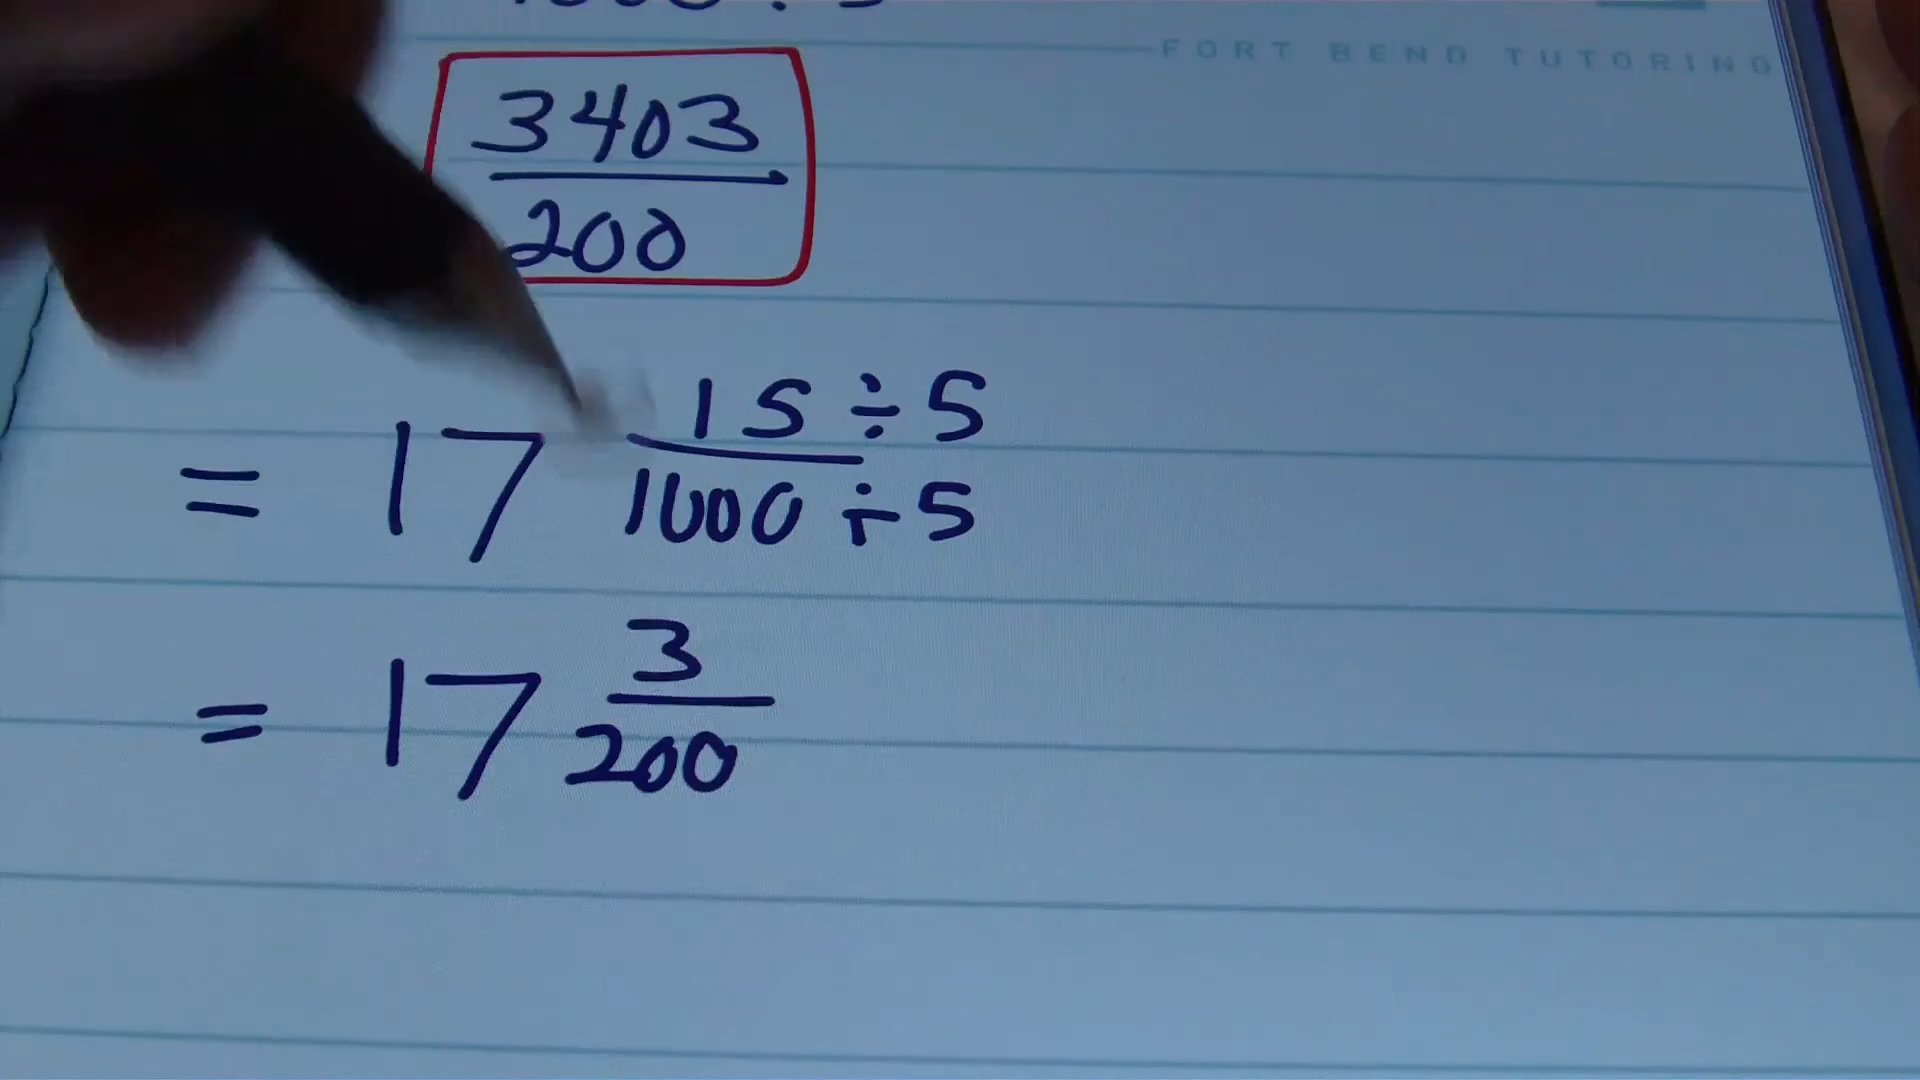 FORT BEND TUTORING
3403
200
= 17 15 ÷ 5
1000 ÷ 5
= 17 3
200